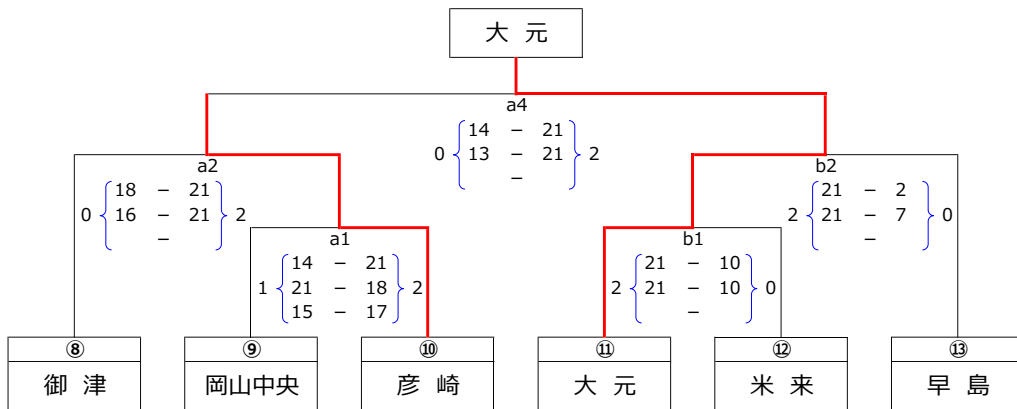 大元
a4
14 – 21
0 13 – 21 2
–
a2
18 – 21
0 16 – 21 2
–
b2
21 – 2
2 21 – 7 0
–
a1
14 – 21
1 21 – 18 2
15 – 17
b1
21 – 10
2 21 – 10 0
–
⑧ ⑨ ⑩ ⑪ ⑫ ⑬
御津 岡山中央 彦崎 大元 米来 早島